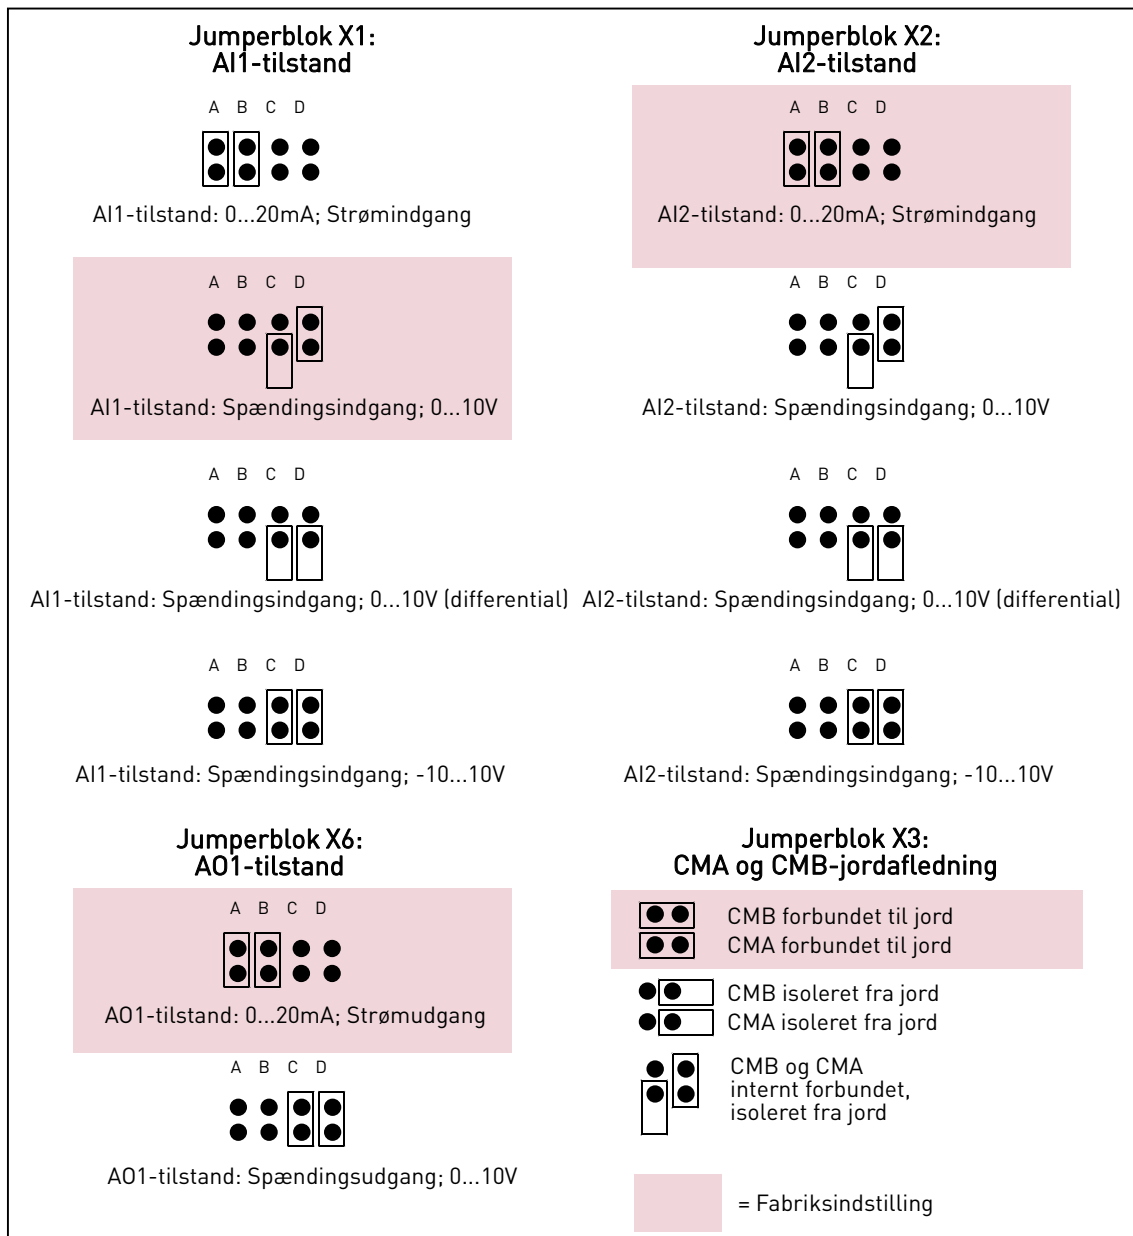 Jumperblok X1:
AI1-tilstand
A B C D
AI1-tilstand: 0...20mA; Strømindgang
A B C D
AI1-tilstand: Spændingsindgang; 0...10V
A B C D
AI1-tilstand: Spændingsindgang; 0...10V (differential)
A B C D
AI1-tilstand: Spændingsindgang; -10...10V
Jumperblok X2:
AI2-tilstand
A B C D
AI2-tilstand: 0...20mA; Strømindgang
A B C D
AI2-tilstand: Spændingsindgang; 0...10V
A B C D
AI2-tilstand: Spændingsindgang; 0...10V (differential)
A B C D
AI2-tilstand: Spændingsindgang; -10...10V
Jumperblok X6:
AO1-tilstand
A B C D
AO1-tilstand: 0...20mA; Strømudgang
A B C D
AO1-tilstand: Spændingsudgang; 0...10V
Jumperblok X3:
CMA og CMB-jordafledning
CMB forbundet til jord
CMA forbundet til jord
CMB isoleret fra jord
CMA isoleret fra jord
CMB og CMA
internt forbundet,
isoleret fra jord
= Fabriksindstilling